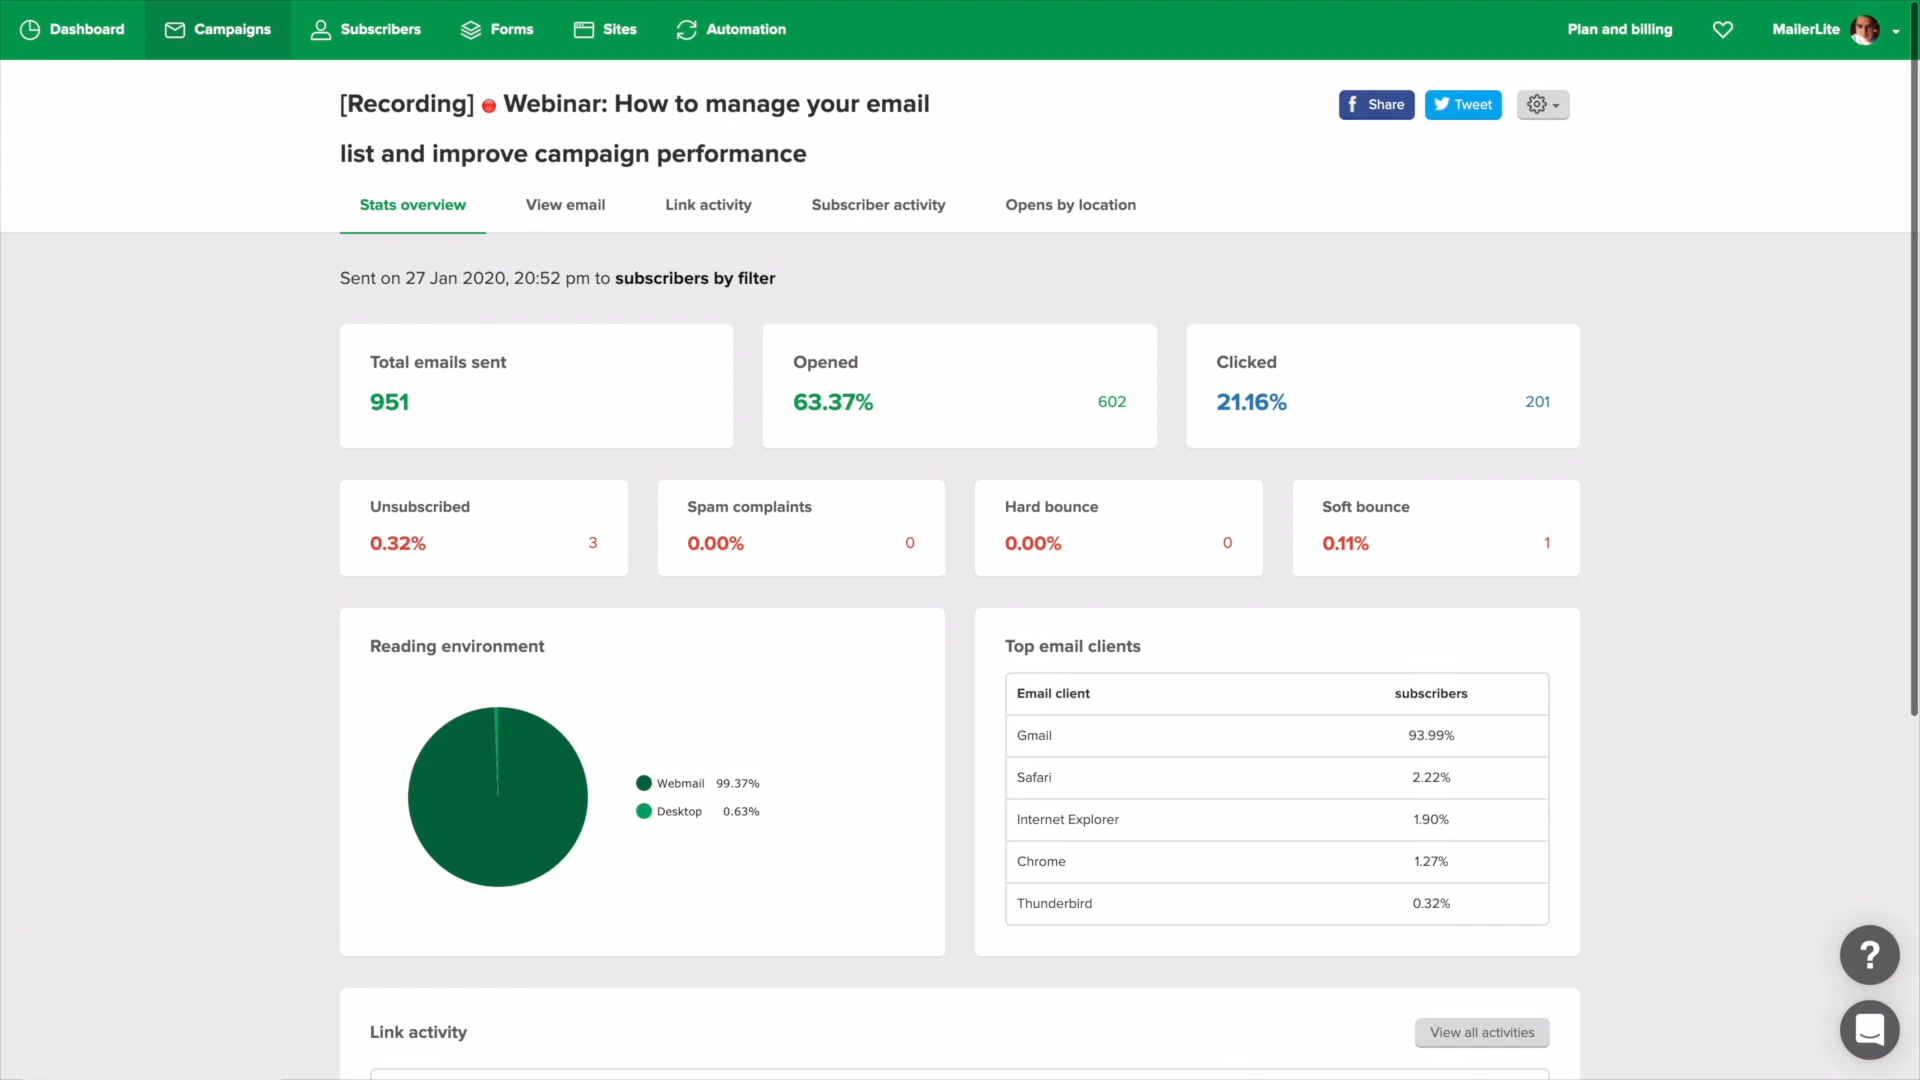 Dashboard Campaigns Subscribers Forms Sites Automation Plan and billing MailerLite
[Recording] 🔴 Webinar: How to manage your email
list and improve campaign performance
Share Tweet
Stats overview View email Link activity Subscriber activity Opens by location
Sent on 27 Jan 2020, 20:52 pm to subscribers by filter
Total emails sent
951
Opened
63.37% 602
Clicked
21.16% 201
Unsubscribed
0.32% 3
Spam complaints
0.00% 0
Hard bounce
0.00% 0
Soft bounce
0.11% 1
Reading environment
Webmail 99.37%
Desktop 0.63%
Top email clients
Email client subscribers
Gmail 93.99%
Safari 2.22%
Internet Explorer 1.90%
Chrome 1.27%
Thunderbird 0.32%
?
Link activity View all activities